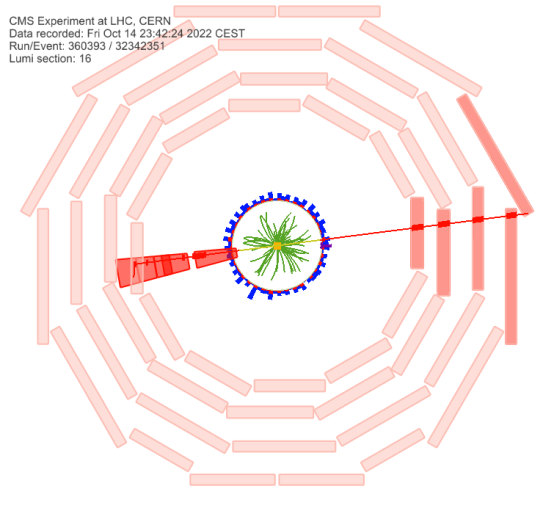 CMS Experiment at LHC, CERN
Data recorded: Fri Oct 14 23:42:24 2022 CEST
Run/Event: 360393 / 32342351
Lumi section: 16